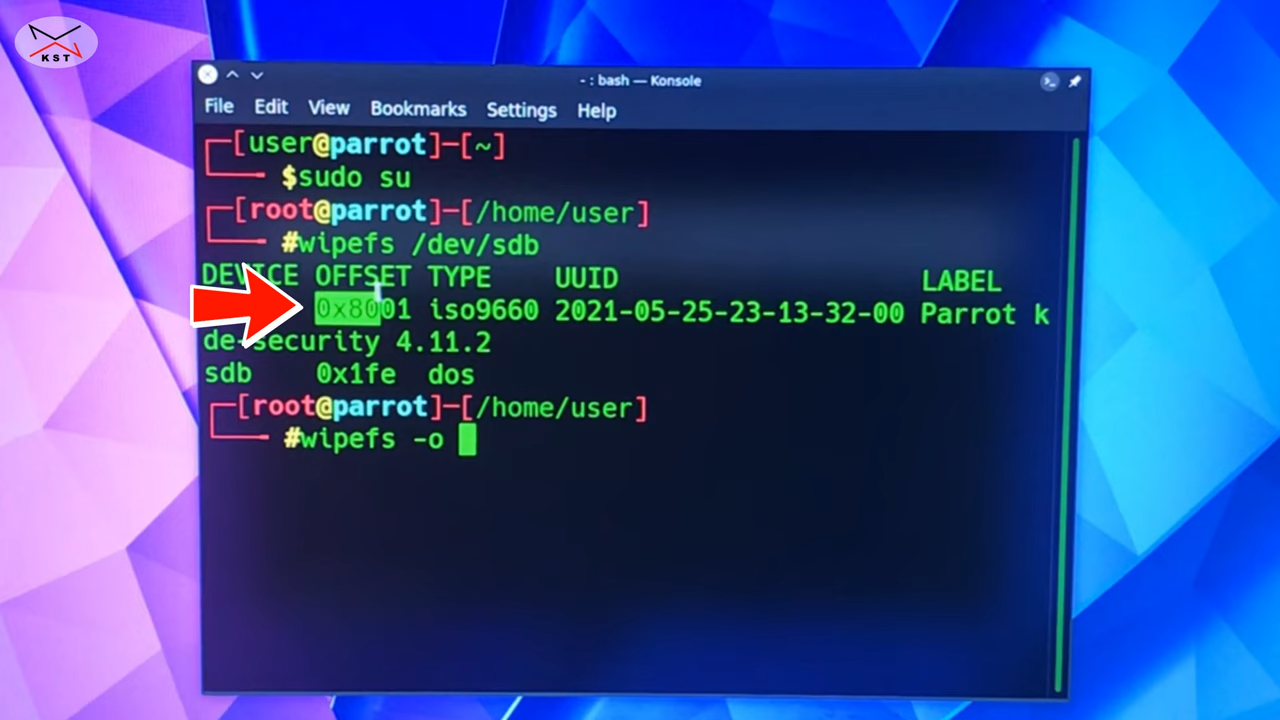 KST
- : bash — Konsole
File Edit View Bookmarks Settings Help
[user@parrot]-[~]
$sudo su
[root@parrot]-[/home/user]
#wipefs /dev/sdb
DEVICE OFFSET TYPE UUID LABEL
0x8001 iso9660 2021-05-25-23-13-32-00 Parrot k
de-security 4.11.2
sdb 0x1fe dos
[root@parrot]-[/home/user]
#wipefs -o